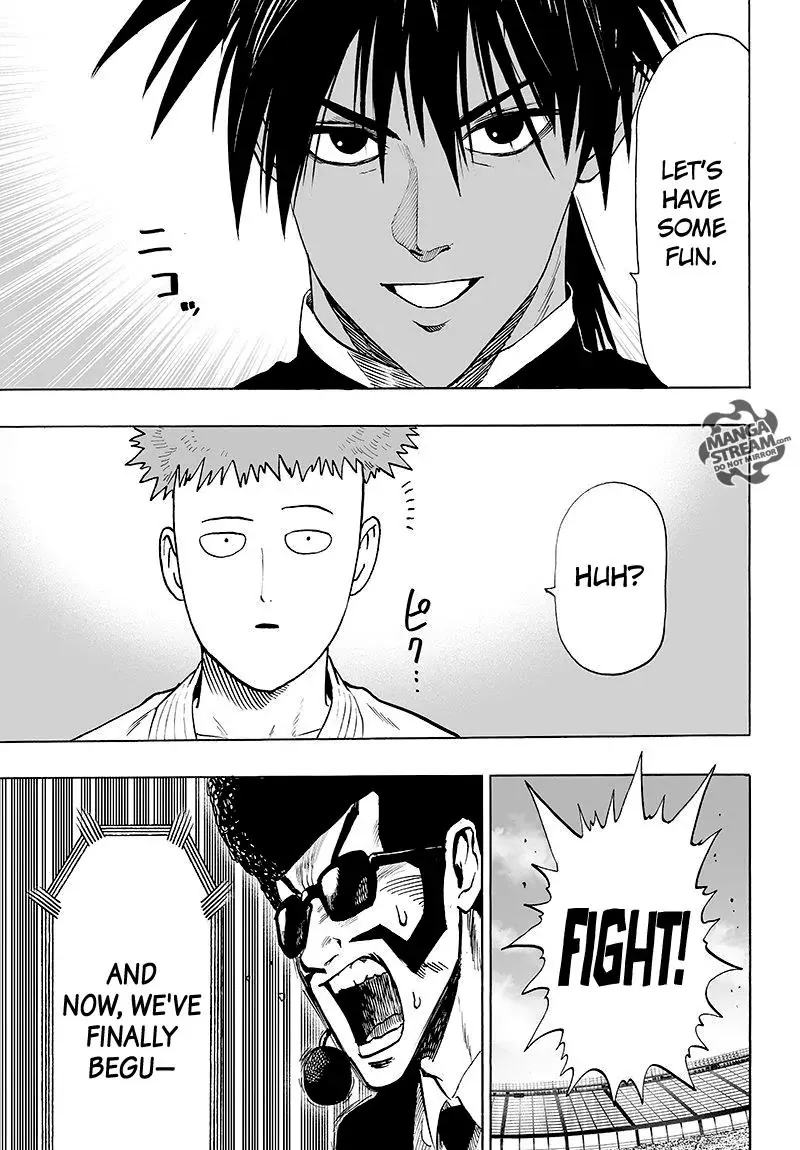 LET'S
HAVE
SOME
FUN.
ニコッ
MANGA
STREAM.com
DO NOT MIRROR
HUH?
ピク…
FIGHT!
AND
NOW, WE'VE
FINALLY
BEGU—